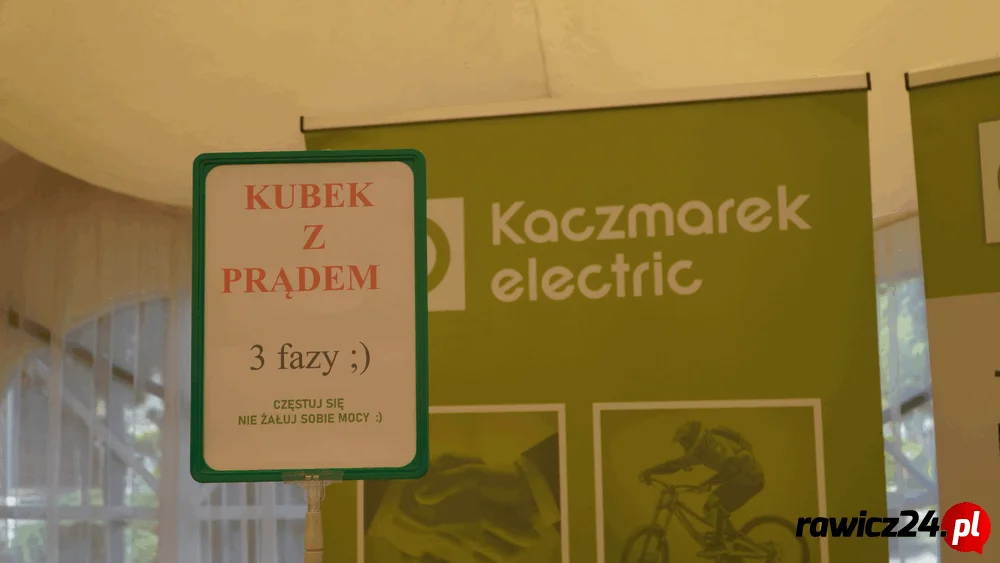 KUBEK
Z
PRĄDEM
3 fazy ;)
CZĘSTUJ SIĘ
NIE ŻAŁUJ SOBIE MOCY :)
Kaczmarek
electric
rawicz24.pl